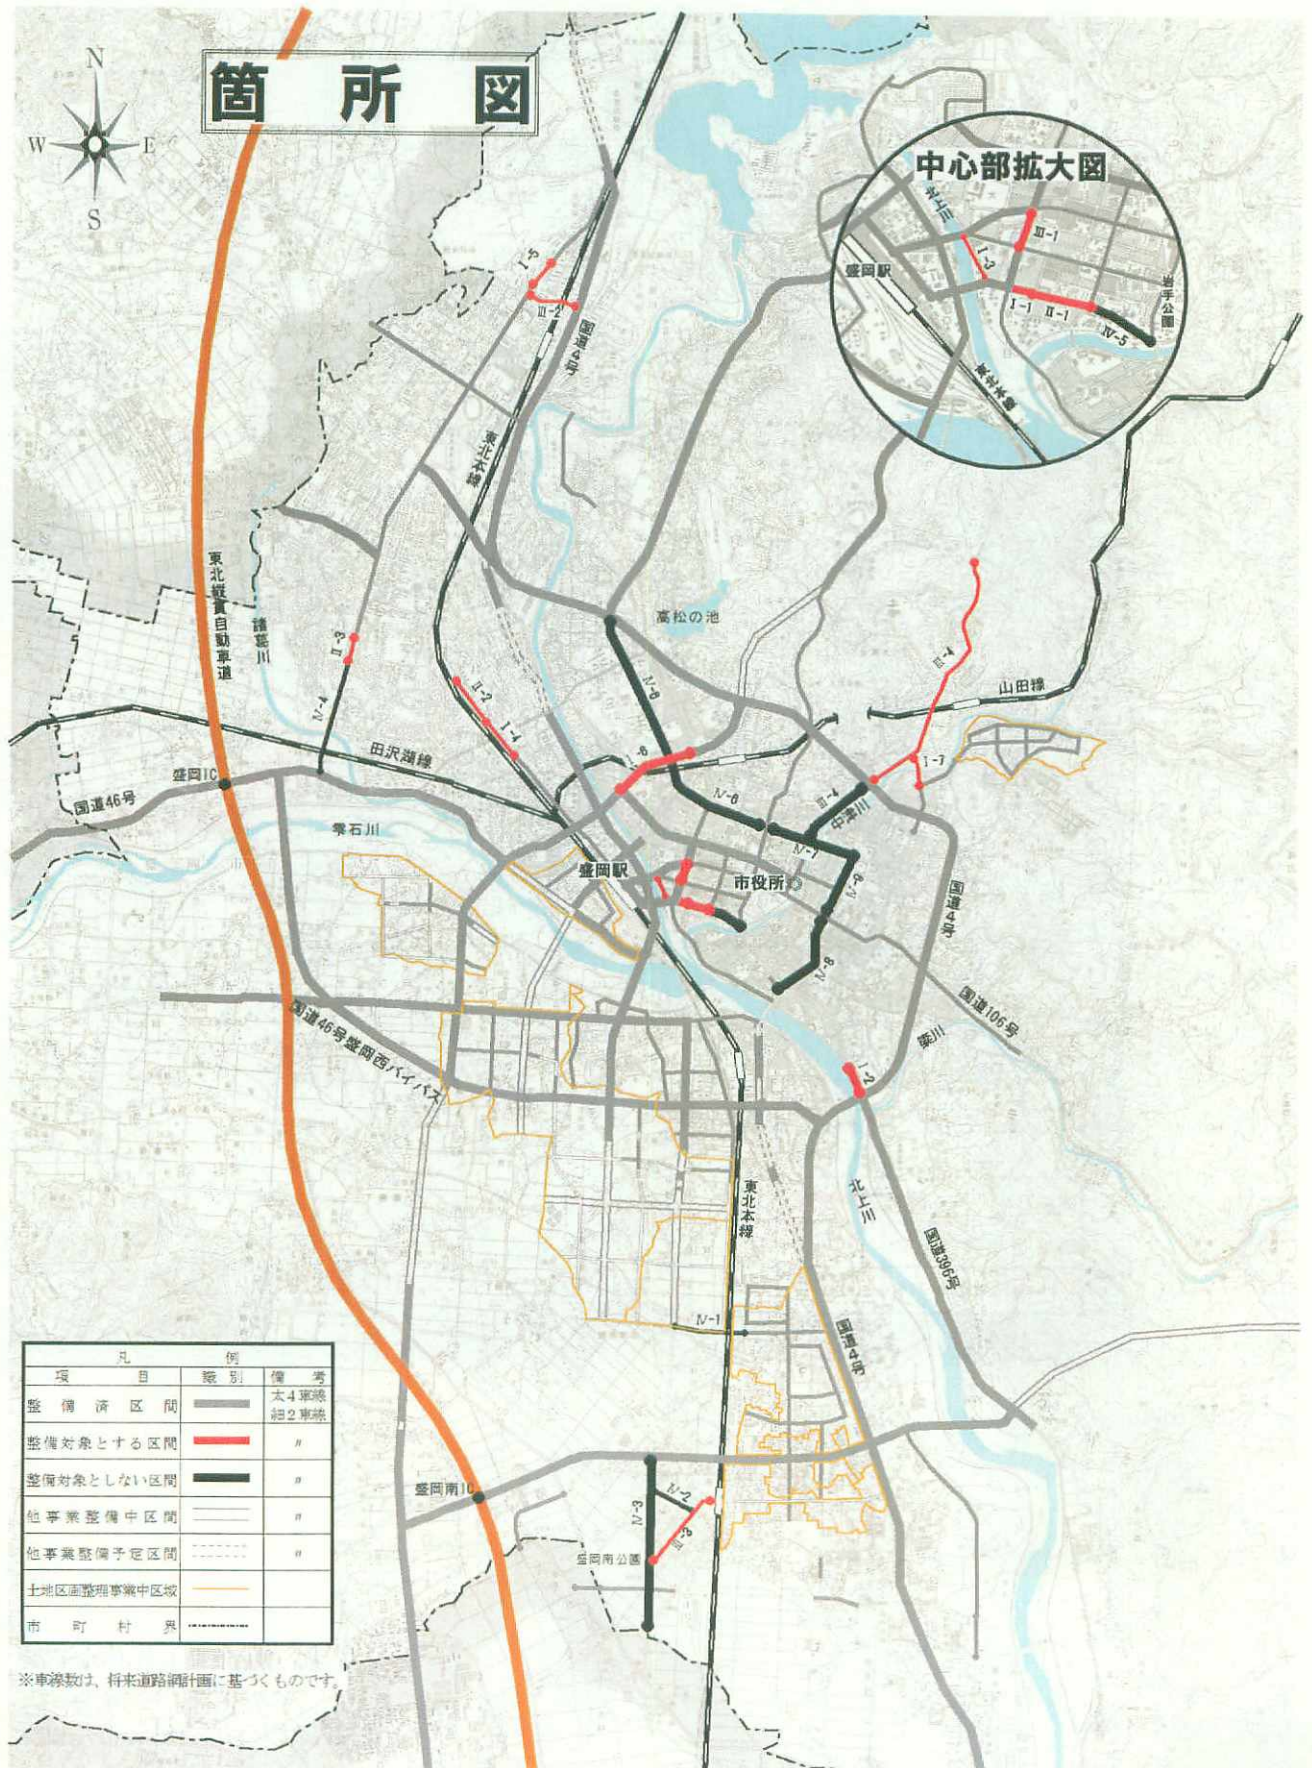 箇所図
N
W
E
S
中心部拡大図
北上川
盛岡駅
Ⅲ-1
Ⅰ-3
Ⅰ-1
Ⅱ-1
Ⅳ-5
岩手公園
東北本線
Ⅰ-5
Ⅲ-2
国道4号
東北本線
東北縦貫自動車道
諸葛川
高松の池
Ⅱ-3
Ⅳ-4
Ⅱ-2
Ⅰ-4
Ⅳ-6
山田線
田沢湖線
盛岡IC
国道46号
Ⅰ-7
Ⅳ-6
Ⅲ-4
中津川
雫石川
盛岡駅
市役所
Ⅳ-7
Ⅳ-9
国道4号
Ⅳ-8
国道106号
簗川
国道46号盛岡西バイパス
Ⅰ-2
東北本線
北上川
国道396号
Ⅳ-1
国道4号
盛岡南IC
Ⅳ-3
Ⅳ-2
Ⅲ-3
盛岡南公園
凡例
項目 識別 備考
整備済区間 太4車線
細2車線
整備対象とする区間 〃
整備対象としない区間 〃
他事業整備中区間 〃
他事業整備予定区間 〃
土地区画整理事業中区域
市町村界
※車線数は、将来道路網計画に基づくものです。